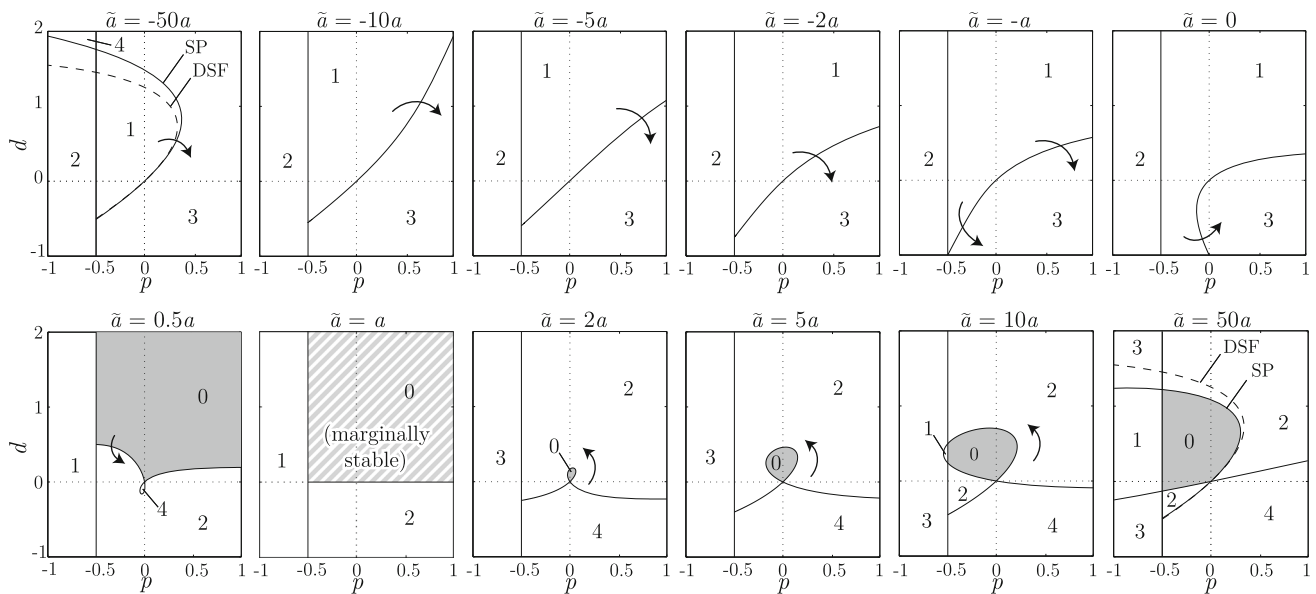 ã = -50a ã = -10a ã = -5a ã = -2a ã = -a ã = 0
2 1 0 -1
d
4 SP DSF 1 2 3
1 2 3
1 2 3
1 2 3
1 2 3
1 3
-1 -0.5 0 0.5 1 -1 -0.5 0 0.5 1 -1 -0.5 0 0.5 1 -1 -0.5 0 0.5 1 -1 -0.5 0 0.5 1 -1 -0.5 0 0.5 1
p p p p p p
ã = 0.5a ã = a ã = 2a ã = 5a ã = 10a ã = 50a
2 1 0 -1
d
0 1 4 2
0 (marginally stable) 1 2
2 0 3 4
2 3 0 4
2 1 0 2 3 4
3 DSF SP 1 0 2 2 3 4
-1 -0.5 0 0.5 1 -1 -0.5 0 0.5 1 -1 -0.5 0 0.5 1 -1 -0.5 0 0.5 1 -1 -0.5 0 0.5 1 -1 -0.5 0 0.5 1
p p p p p p